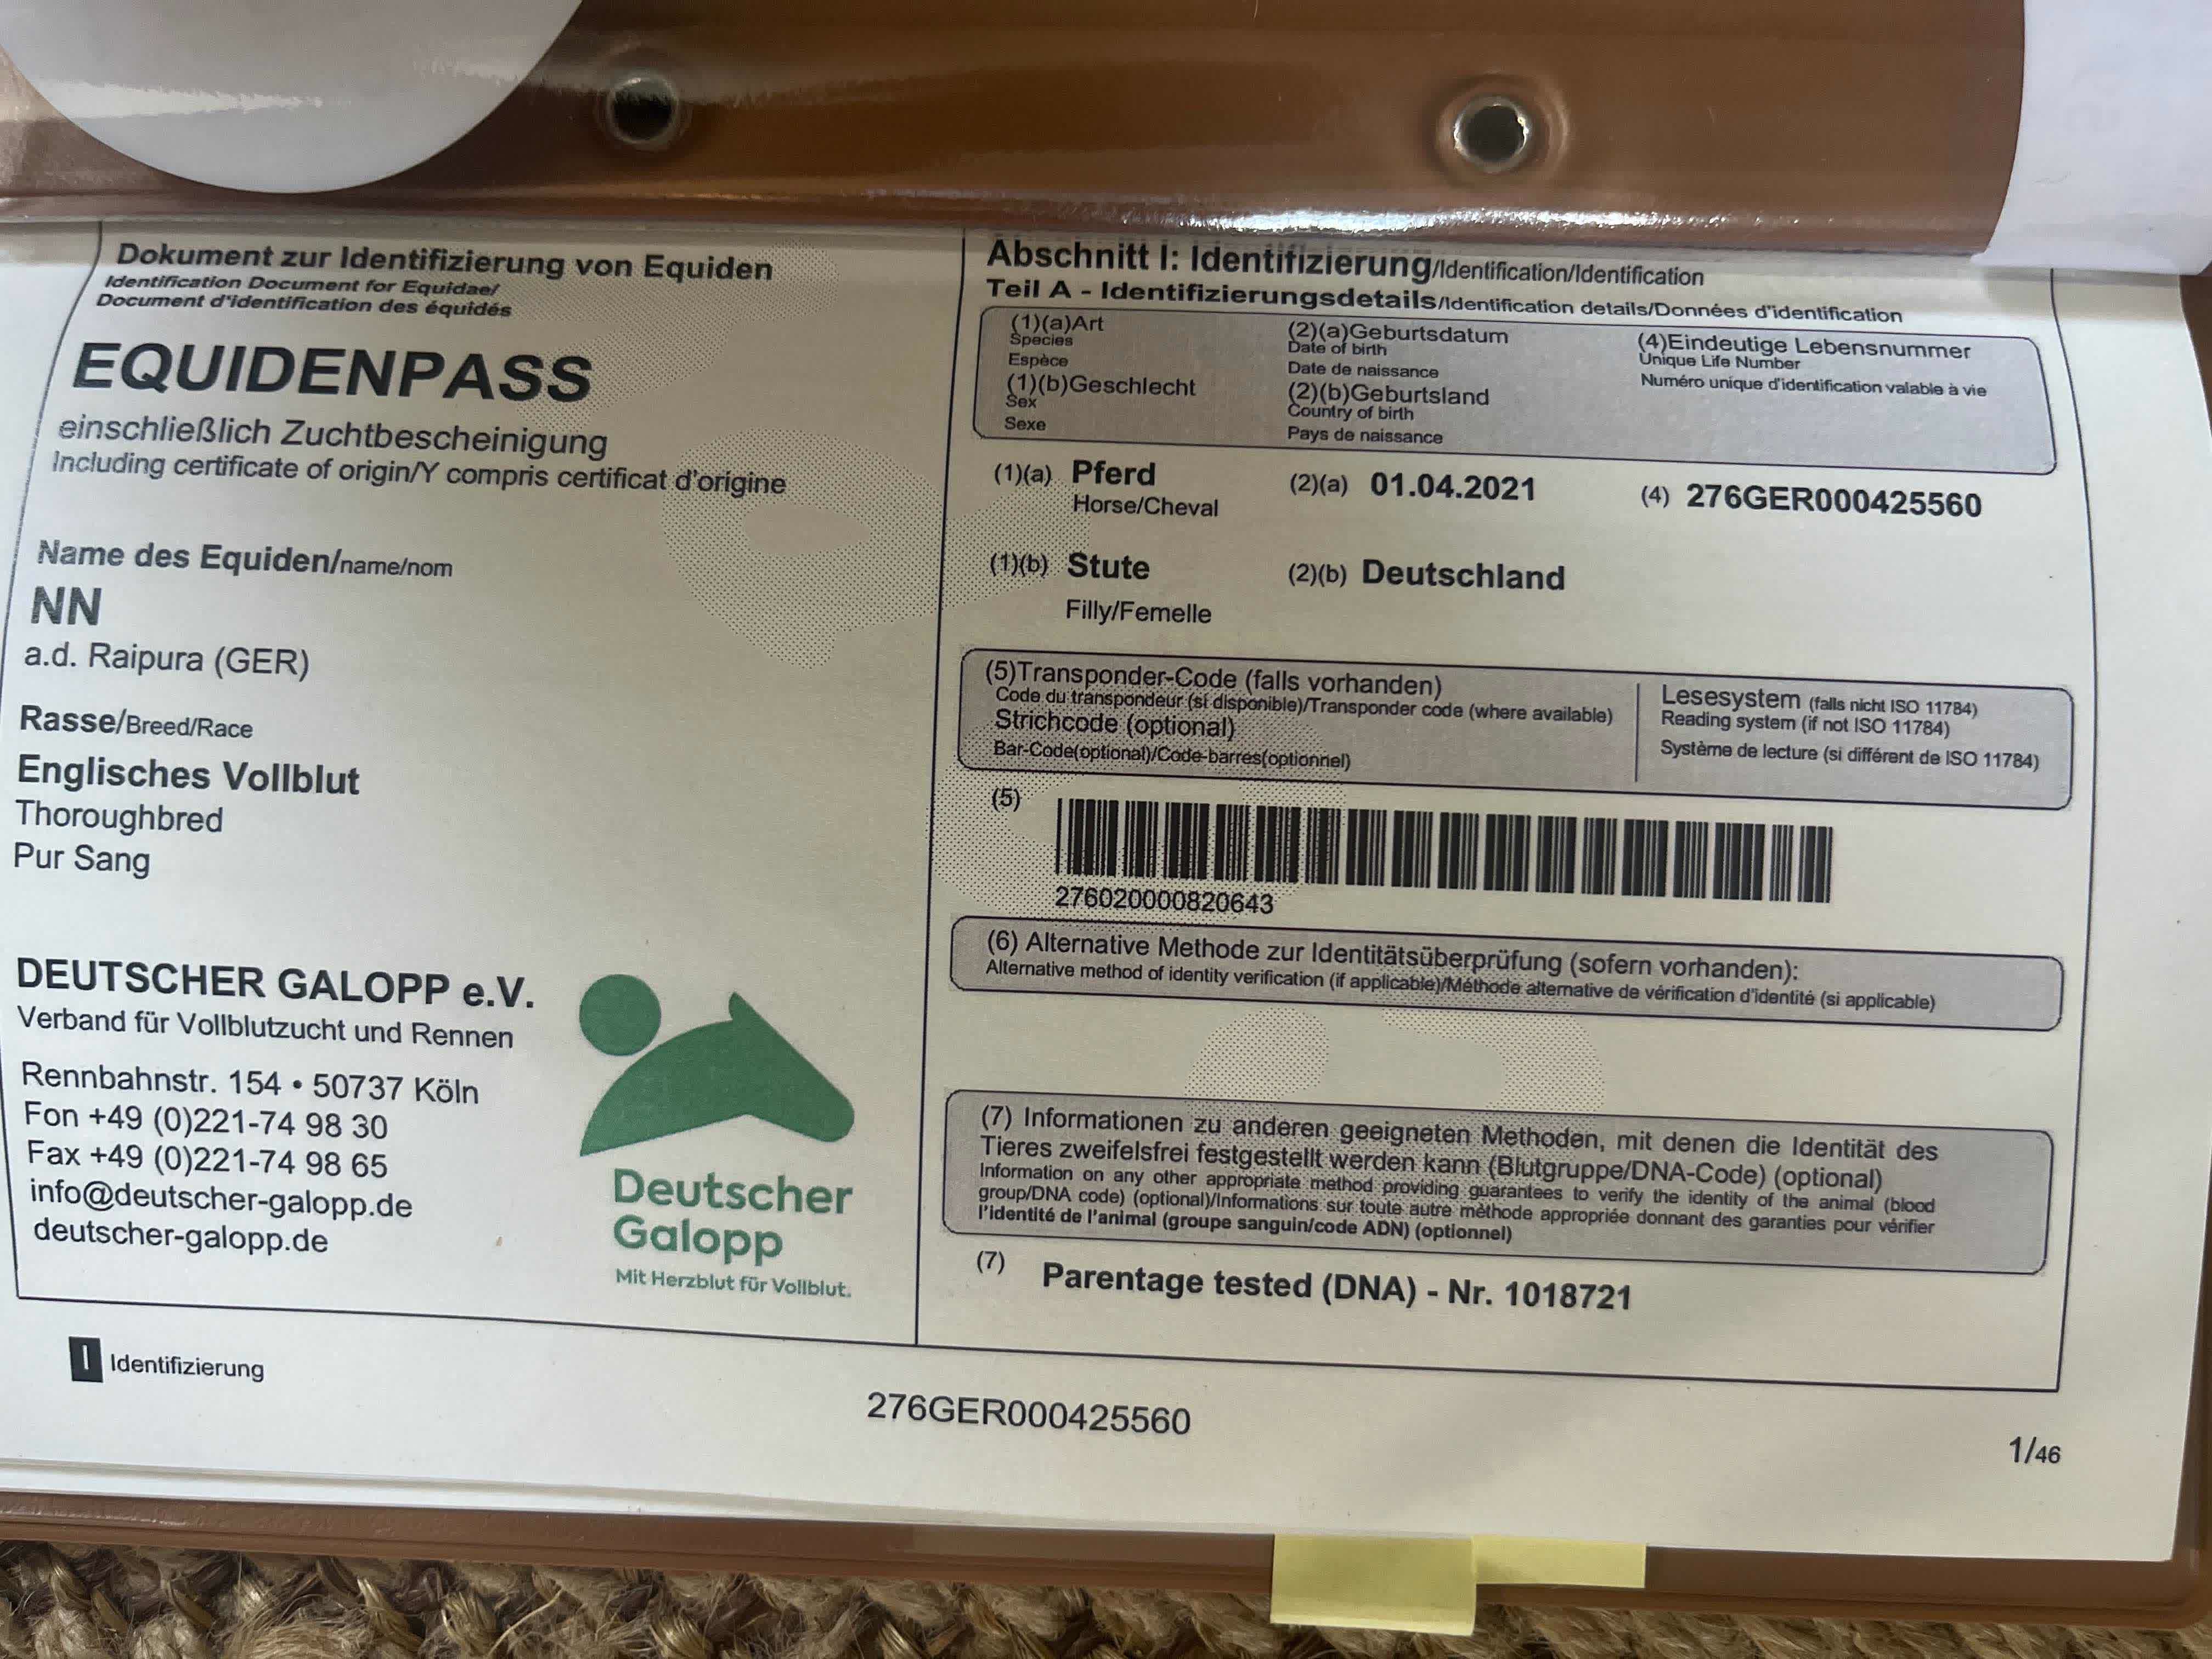 Dokument zur Identifizierung von Equiden
Identification Document for Equidae/
Document d'identification des équidés
EQUIDENPASS
einschließlich Zuchtbescheinigung
Including certificate of origin/Y compris certificat d'origine
Name des Equiden/name/nom
NN
a.d. Raipura (GER)
Rasse/Breed/Race
Englisches Vollblut
Thoroughbred
Pur Sang
DEUTSCHER GALOPP e.V.
Verband für Vollblutzucht und Rennen
Rennbahnstr. 154 • 50737 Köln
Fon +49 (0)221-74 98 30
Fax +49 (0)221-74 98 65
info@deutscher-galopp.de
deutscher-galopp.de
Deutscher
Galopp
Mit Herzblut für Vollblut.
Abschnitt I: Identifizierung/Identification/Identification
Teil A - Identifizierungsdetails/Identification details/Données d'identification
(1)(a)Art
Species
Espèce
(1)(b)Geschlecht
Sex
Sexe
(2)(a)Geburtsdatum
Date of birth
Date de naissance
(2)(b)Geburtsland
Country of birth
Pays de naissance
(4)Eindeutige Lebensnummer
Unique Life Number
Numéro unique d'identification valable à vie
(1)(a) Pferd
Horse/Cheval
(2)(a) 01.04.2021
(4) 276GER000425560
(1)(b) Stute
Filly/Femelle
(2)(b) Deutschland
(5)Transponder-Code (falls vorhanden)
Code du transpondeur (si disponible)/Transponder code (where available)
Strichcode (optional)
Bar-Code(optional)/Code-barres(optionnel)
Lesesystem (falls nicht ISO 11784)
Reading system (if not ISO 11784)
Système de lecture (si différent de ISO 11784)
(5)
276020000820643
(6) Alternative Methode zur Identitätsüberprüfung (sofern vorhanden):
Alternative method of identity verification (if applicable)/Méthode alternative de vérification d'identité (si applicable)
(7) Informationen zu anderen geeigneten Methoden, mit denen die Identität des
Tieres zweifelsfrei festgestellt werden kann (Blutgruppe/DNA-Code) (optional)
Information on any other appropriate method providing guarantees to verify the identity of the animal (blood
group/DNA code) (optional)/Informations sur toute autre mèthode appropriée donnant des garanties pour vérifier
l'identité de l'animal (groupe sanguin/code ADN) (optionnel)
(7) Parentage tested (DNA) - Nr. 1018721
I Identifizierung
276GER000425560
1/46